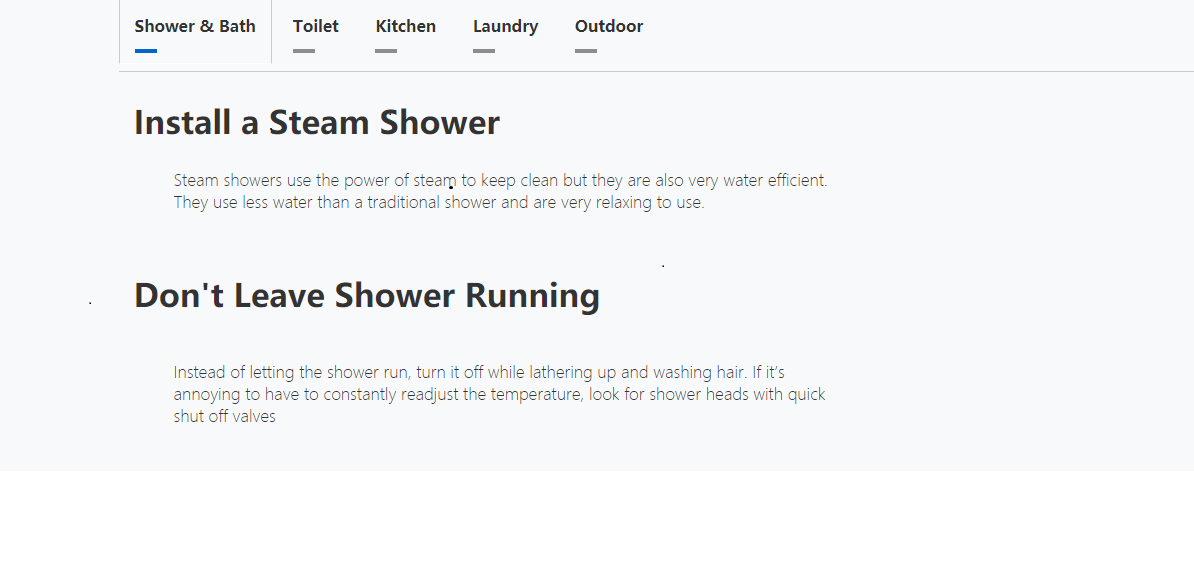 Shower & Bath Toilet Kitchen Laundry Outdoor
Install a Steam Shower
Steam showers use the power of steam to keep clean but they are also very water efficient.
They use less water than a traditional shower and are very relaxing to use.
Don't Leave Shower Running
Instead of letting the shower run, turn it off while lathering up and washing hair. If it’s
annoying to have to constantly readjust the temperature, look for shower heads with quick
shut off valves